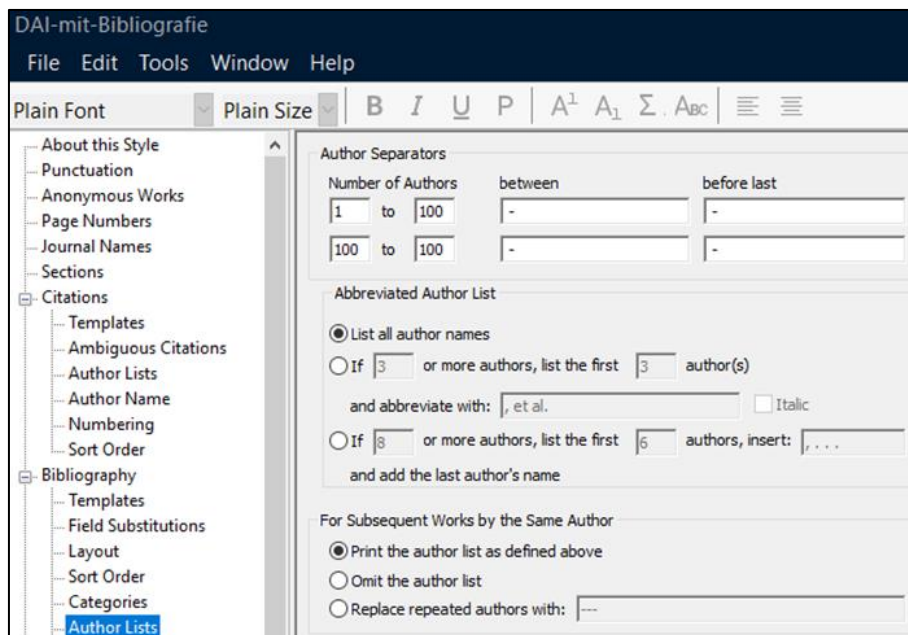 DAI-mit-Bibliografie
File Edit Tools Window Help
Plain Font Plain Size B I U P A¹ A₁ Σ ABC
About this Style
Punctuation
Anonymous Works
Page Numbers
Journal Names
Sections
Citations
Templates
Ambiguous Citations
Author Lists
Author Name
Numbering
Sort Order
Bibliography
Templates
Field Substitutions
Layout
Sort Order
Categories
Author Lists
Author Separators
Number of Authors between before last
1 to 100 - -
100 to 100 - -
Abbreviated Author List
List all author names
If 3 or more authors, list the first 3 author(s)
and abbreviate with: , et al. Italic
If 8 or more authors, list the first 6 authors, insert: , . . .
and add the last author's name
For Subsequent Works by the Same Author
Print the author list as defined above
Omit the author list
Replace repeated authors with: ---